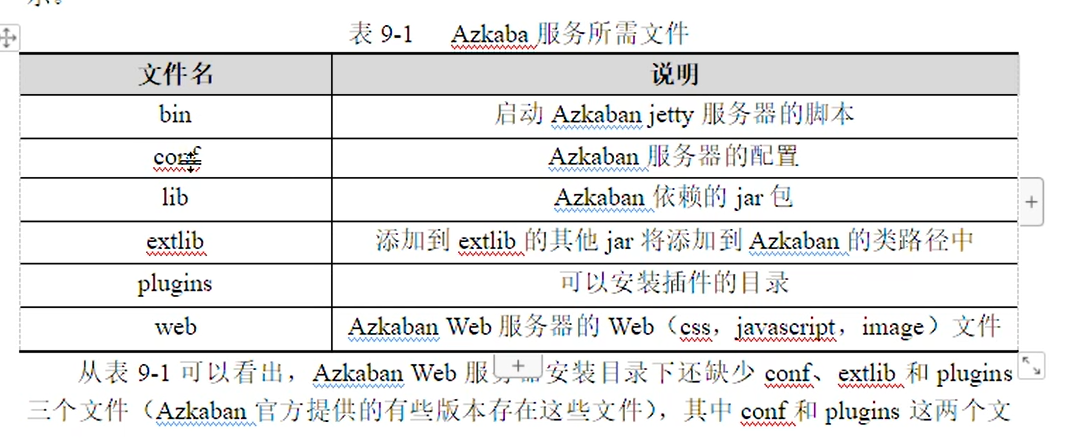 表 9-1 Azkaba 服务所需文件
文件名 说明
bin 启动 Azkaban jetty 服务器的脚本
conf Azkaban 服务器的配置
lib Azkaban 依赖的 jar 包
extlib 添加到 extlib 的其他 jar 将添加到 Azkaban 的类路径中
plugins 可以安装插件的目录
web Azkaban Web 服务器的 Web（css，javascript，image）文件
从表 9-1 可以看出，Azkaban Web 服务器安装目录下还缺少 conf、extlib 和 plugins
三个文件（Azkaban 官方提供的有些版本存在这些文件），其中 conf 和 plugins 这两个文